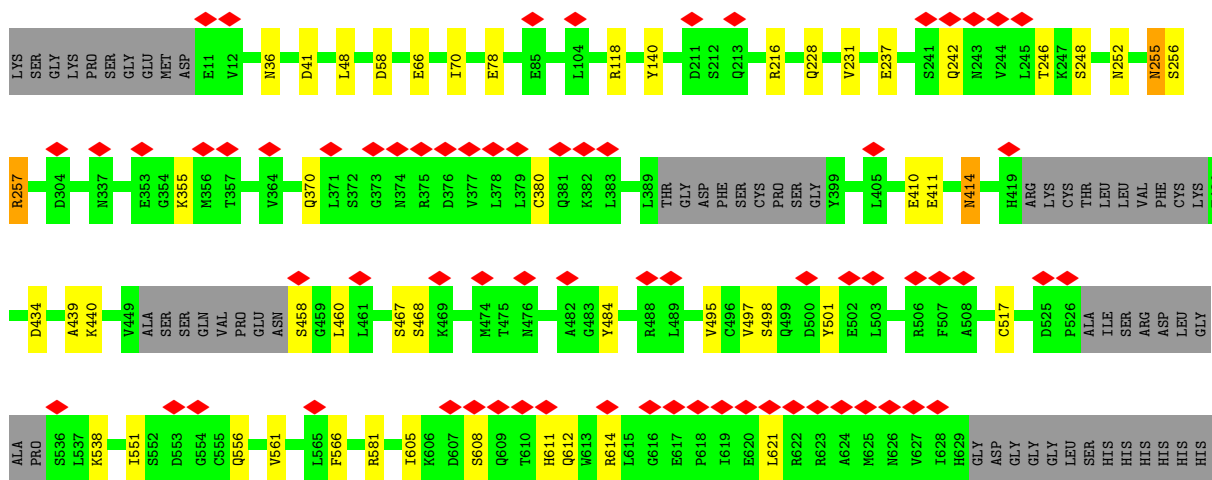 LYS SER GLY LYS PRO SER GLY GLU MET ASP E11 V12 N36 D41 L48 D58 E66 I70 E78 E85 L104 R118 Y140 D211 S212 Q213 R216 Q228 V231 E237 S241 Q242 N243 V244 L245 T246 K247 S248 N252 N255 S256
R257 D304 N337 E353 G354 K355 M356 T357 V364 Q370 L371 S372 G373 N374 R375 D376 V377 L378 L379 C380 Q381 K382 L383 L389 THR GLY ASP PHE SER CYS PRO SER GLY Y399 L405 E410 E411 N414 H419 ARG LYS CYS THR LEU LEU VAL PHE CYS LYS
D434 A439 K440 V449 ALA SER SER GLN VAL PRO GLU ASN S458 G459 L460 L461 S467 S468 K469 M474 T475 N476 A482 G483 Y484 R488 L489 V495 C496 V497 S498 Q499 D500 Y501 E502 L503 R506 F507 A508 C517 D525 P526 ALA ILE SER ARG ASP LEU GLY
ALA PRO S536 L537 K538 I551 S552 D553 G554 C555 Q556 V561 L565 F566 R581 I605 K606 D607 S608 Q609 T610 H611 Q612 W613 R614 L615 G616 E617 P618 I619 E620 L621 R622 R623 A624 M625 N626 V627 I628 H629 GLY ASP GLY GLY GLY LEU SER HIS HIS HIS HIS HIS HIS